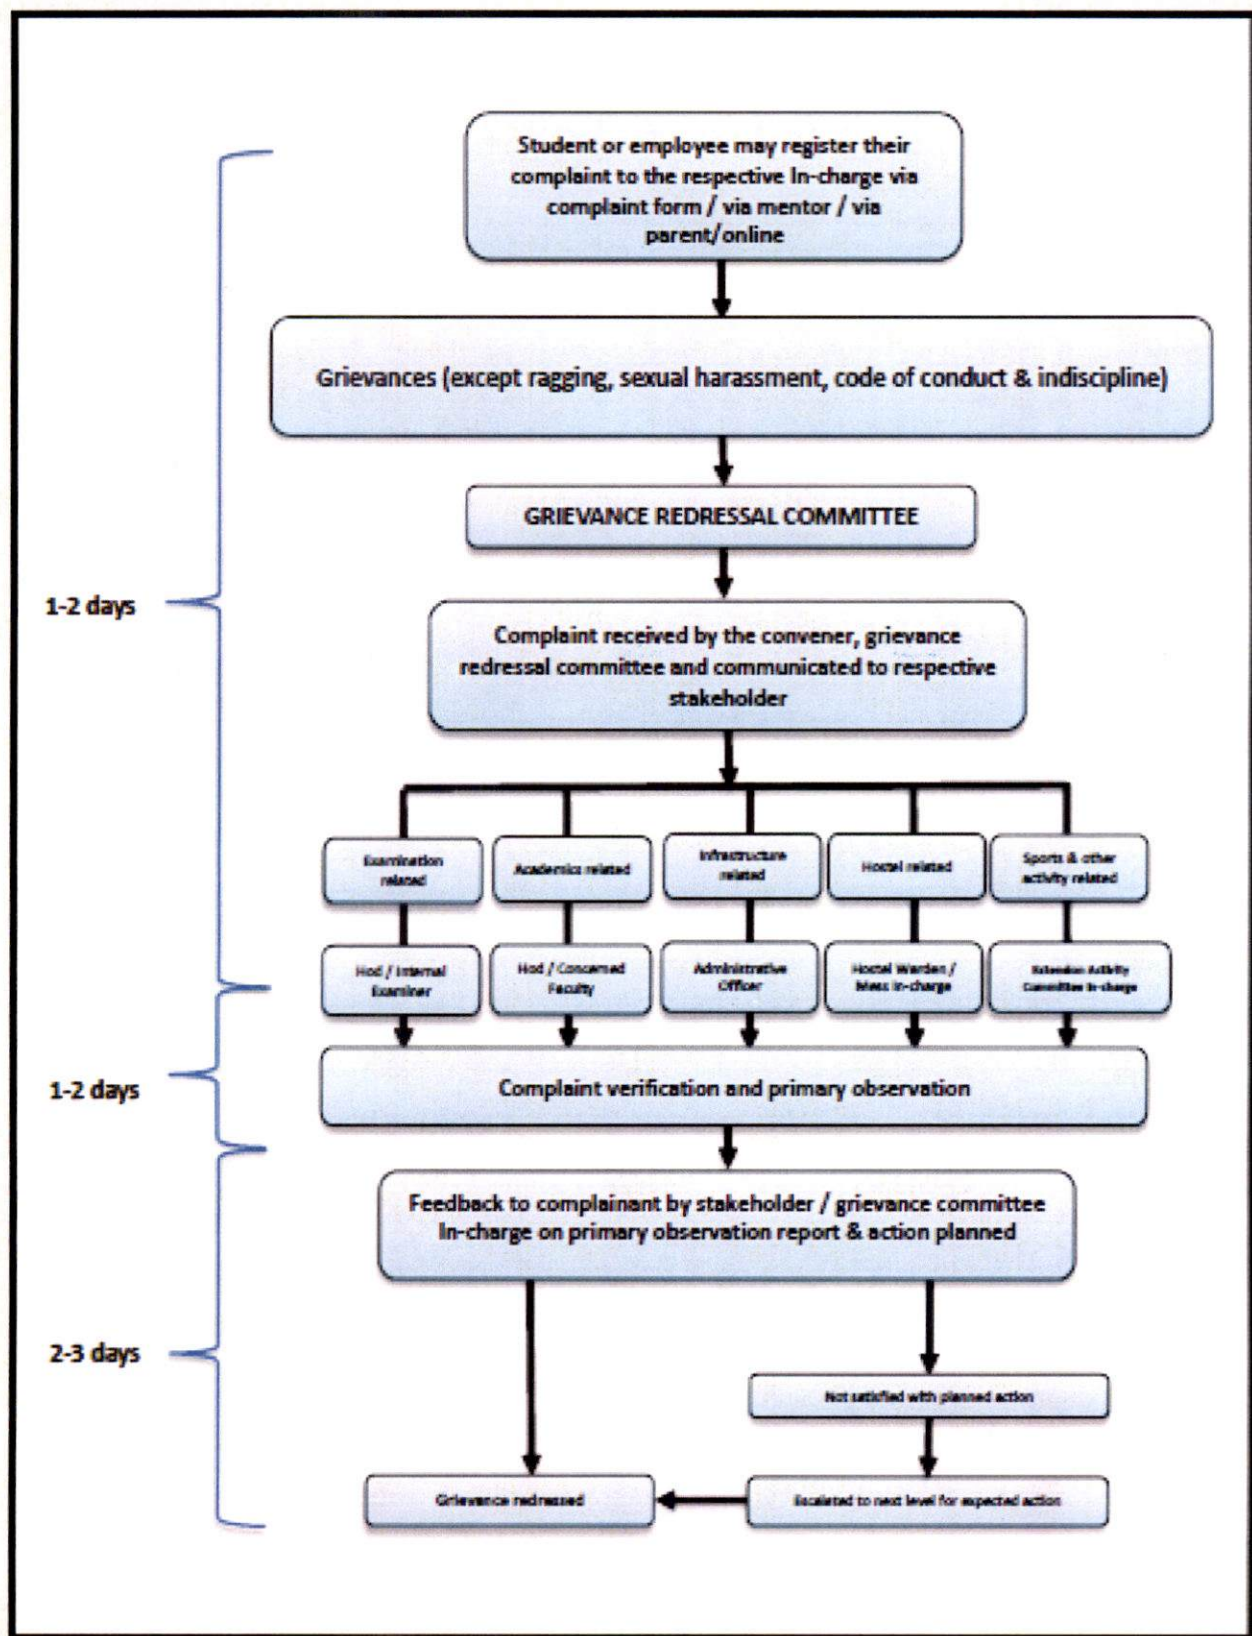 Student or employee may register their
complaint to the respective In-charge via
complaint form / via mentor / via
parent/online
Grievances (except ragging, sexual harassment, code of conduct & indiscipline)
GRIEVANCE REDRESSAL COMMITTEE
1-2 days
Complaint received by the convener, grievance
redressal committee and communicated to respective
stakeholder
Examination
related
Academics related
Infrastructure
related
Hostel related
Sports & other
activity related
Hod / Internal
Examiner
Hod / Concerned
Faculty
Administrative
Officer
Hostel Warden /
Mess In-charge
Extension Activity
Committee In-charge
1-2 days
Complaint verification and primary observation
Feedback to complainant by stakeholder / grievance committee
In-charge on primary observation report & action planned
2-3 days
Not satisfied with planned action
Grievance redressed
Escalated to next level for expected action